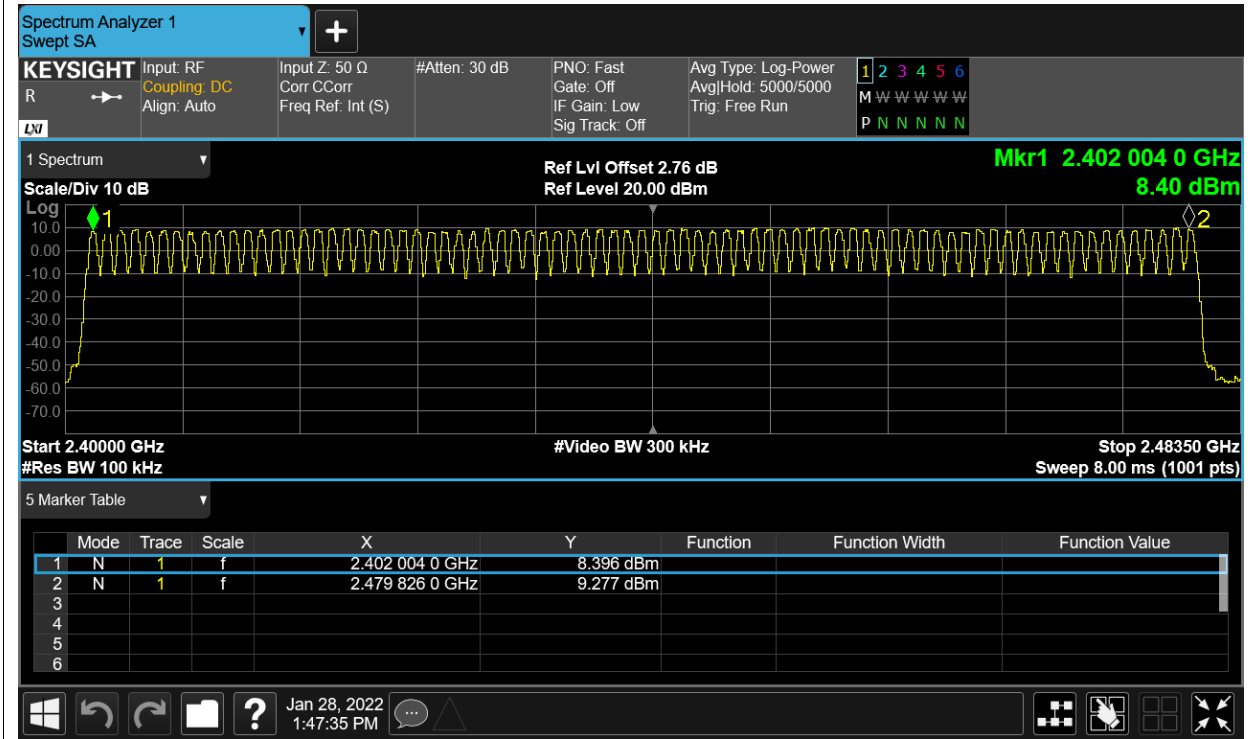 Spectrum Analyzer 1
Swept SA
+
KEYSIGHT Input: RF Input Z: 50 Ω #Atten: 30 dB PNO: Fast Avg Type: Log-Power 1 2 3 4 5 6
R Coupling: DC Corr CCorr Gate: Off Avg|Hold: 5000/5000 M W W W W W W
Align: Auto Freq Ref: Int (S) IF Gain: Low Trig: Free Run
LXI Sig Track: Off P N N N N N N
1 Spectrum Ref Lvl Offset 2.76 dB Mkr1 2.402 004 0 GHz
Scale/Div 10 dB Ref Level 20.00 dBm 8.40 dBm
Log
1 2
10.0
0.00
-10.0
-20.0
-30.0
-40.0
-50.0
-60.0
-70.0
Start 2.40000 GHz #Video BW 300 kHz Stop 2.48350 GHz
#Res BW 100 kHz Sweep 8.00 ms (1001 pts)
5 Marker Table
Mode Trace Scale X Y Function Function Width Function Value
1 N 1 f 2.402 004 0 GHz 8.396 dBm
2 N 1 f 2.479 826 0 GHz 9.277 dBm
3
4
5
6
? Jan 28, 2022
1:47:35 PM